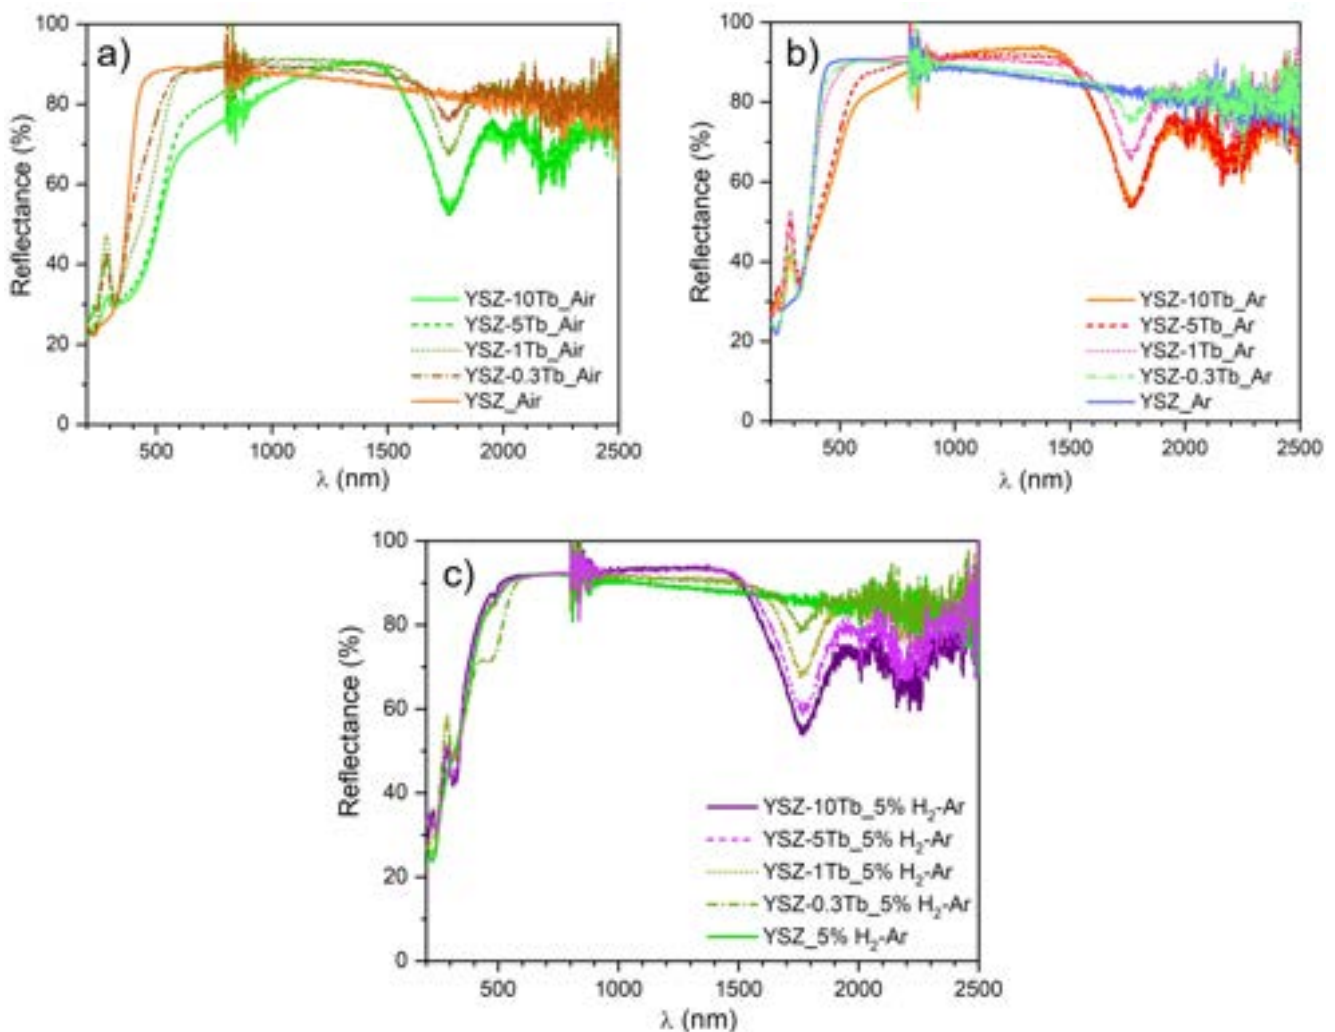 a)
Reflectance (%)
100
80
60
40
20
0
YSZ-10Tb_Air
YSZ-5Tb_Air
YSZ-1Tb_Air
YSZ-0.3Tb_Air
YSZ_Air
500 1000 1500 2000 2500
λ (nm)
b)
Reflectance (%)
100
80
60
40
20
0
YSZ-10Tb_Ar
YSZ-5Tb_Ar
YSZ-1Tb_Ar
YSZ-0.3Tb_Ar
YSZ_Ar
500 1000 1500 2000 2500
λ (nm)
c)
Reflectance (%)
100
80
60
40
20
0
YSZ-10Tb_5% H₂-Ar
YSZ-5Tb_5% H₂-Ar
YSZ-1Tb_5% H₂-Ar
YSZ-0.3Tb_5% H₂-Ar
YSZ_5% H₂-Ar
500 1000 1500 2000 2500
λ (nm)